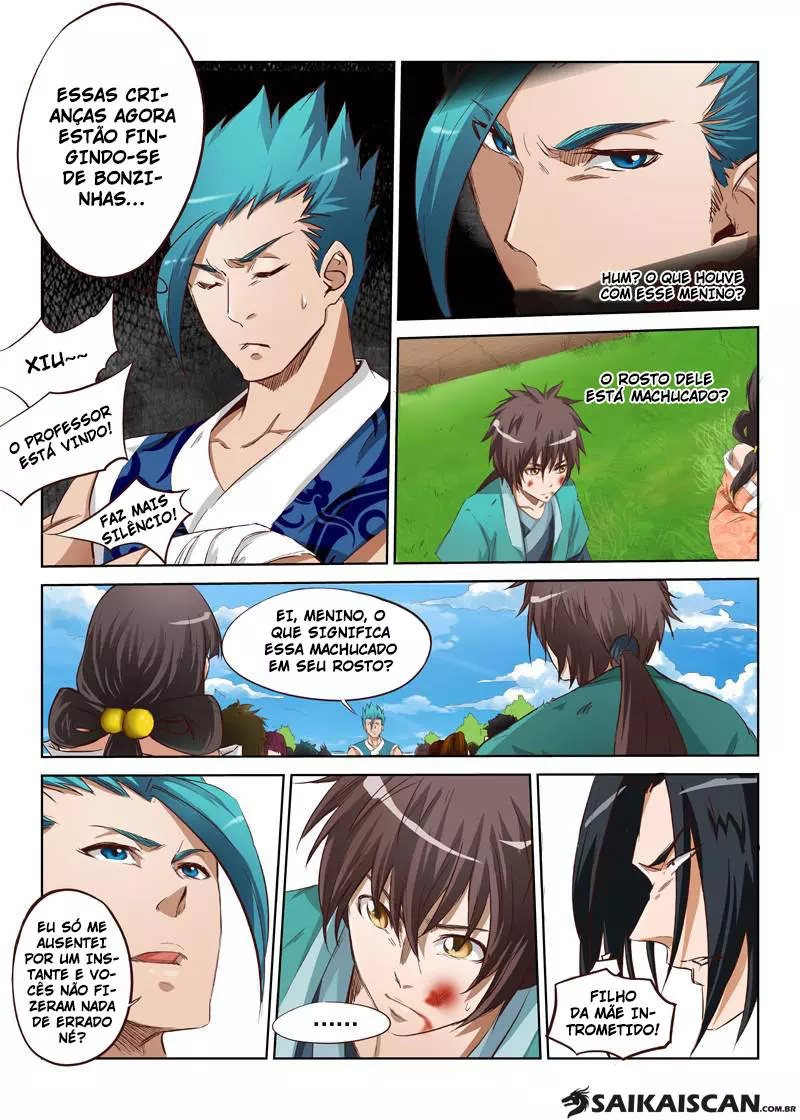 ESSAS CRI-
ANÇAS AGORA
ESTÃO FIN-
GINDO-SE
DE BONZI-
NHAS...
XIU~~
O PROFESSOR
ESTÁ VINDO!
FAZ MAIS
SILÊNCIO!
HUM? O QUE HOUVE
COM ESSE MENINO?
O ROSTO DELE
ESTÁ MACHUCADO?
EI, MENINO, O
QUE SIGNIFICA
ESSA MACHUCADO
EM SEU ROSTO?
EU SÓ ME
AUSENTEI
POR UM INS-
TANTE E VO-
CÊS NÃO FI-
ZERAM NADA
DE ERRADO
NÉ?
......
FILHO
DA MÃE IN-
TROMETIDO!
SAIKAISCAN.COM.BR